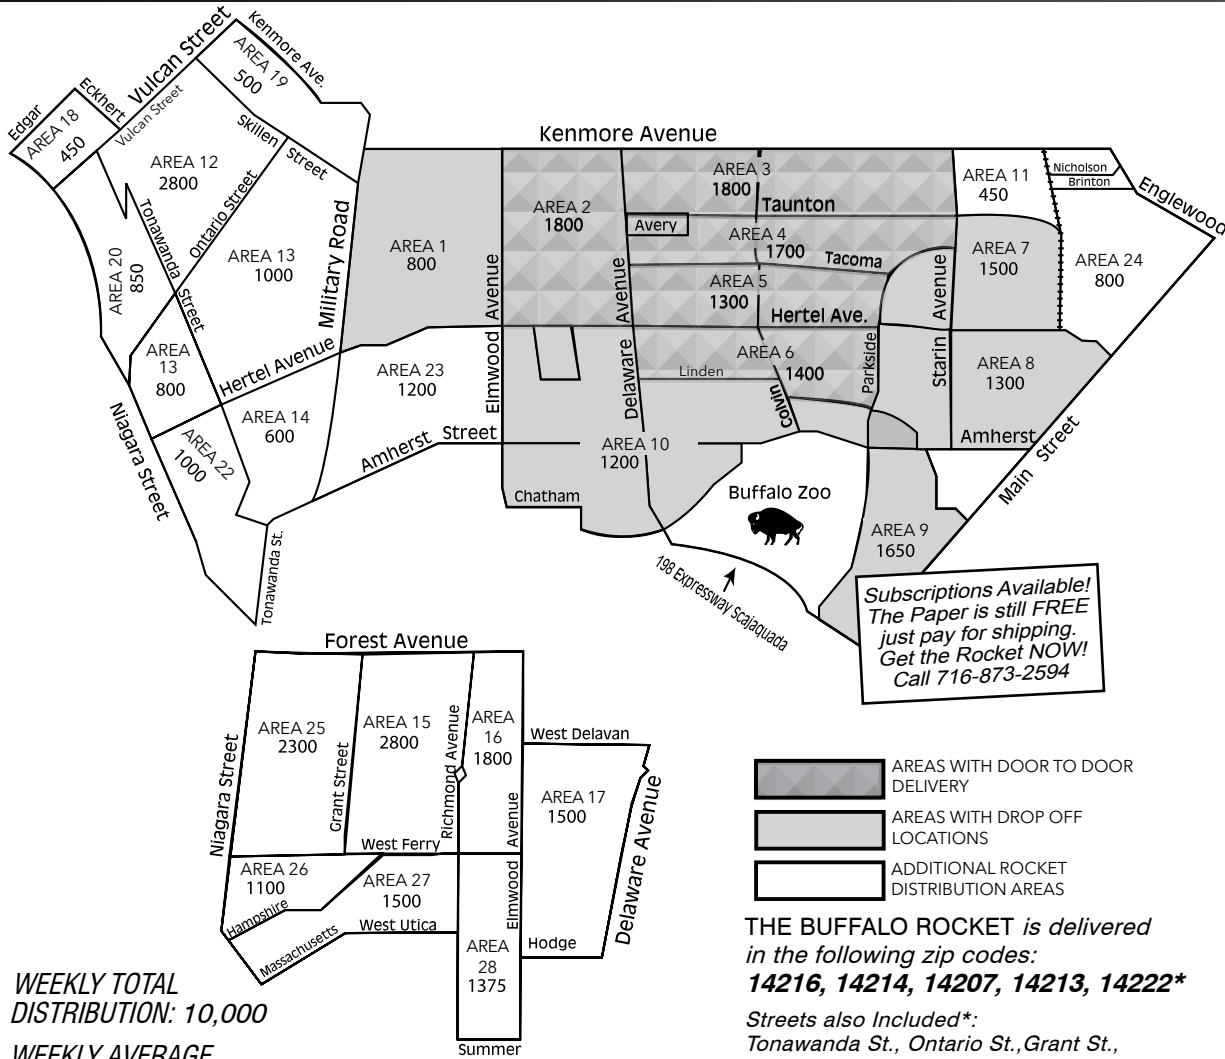 Vulcan Street
Kenmore Ave.
AREA 19
500
Eckhert
Edgar
AREA 18
450
Vulcan Street
Skillen
Street
AREA 12
2800
Ontario Street
Tonawanda
Street
AREA 20
850
AREA 13
1000
Military Road
AREA
13
800
Hertel Avenue
Niagara Street
AREA 22
1000
AREA 14
600
Tonawanda St.
Kenmore Avenue
AREA 1
800
AREA 2
1800
AREA 3
1800
Taunton
Avery
AREA 4
1700
Tacoma
AREA 5
1300
Hertel Ave.
AREA 6
1400
Linden
Colvin
Parkside
Elmwood
Avenue
Delaware
Avenue
Starin
Avenue
AREA 11
450
Nicholson
Brinton
Englewood
AREA 7
1500
AREA 24
800
AREA 8
1300
Amherst
Main Street
AREA 23
1200
Amherst Street
AREA 10
1200
Chatham
Buffalo Zoo
AREA 9
1650
198 Expressway Scajaquada
Subscriptions Available!
The Paper is still FREE
just pay for shipping.
Get the Rocket NOW!
Call 716-873-2594
Forest Avenue
AREA 25
2300
Niagara Street
Grant street
AREA 15
2800
Richmond Avenue
AREA
16
1800
West Delavan
AREA 17
1500
Delaware Avenue
West Ferry
Elmwood
Avenue
AREA 26
1100
Hampshire
AREA 27
1500
Massachusetts
West Utica
AREA
28
1375
Hodge
Summer
AREAS WITH DOOR TO DOOR
DELIVERY
AREAS WITH DROP OFF
LOCATIONS
ADDITIONAL ROCKET
DISTRIBUTION AREAS
THE BUFFALO ROCKET is delivered
in the following zip codes:
14216, 14214, 14207, 14213, 14222*
Streets also Included*:
Tonawanda St., Ontario St.,Grant St.,
WEEKLY TOTAL
DISTRIBUTION: 10,000
WEEKLY AVERAGE